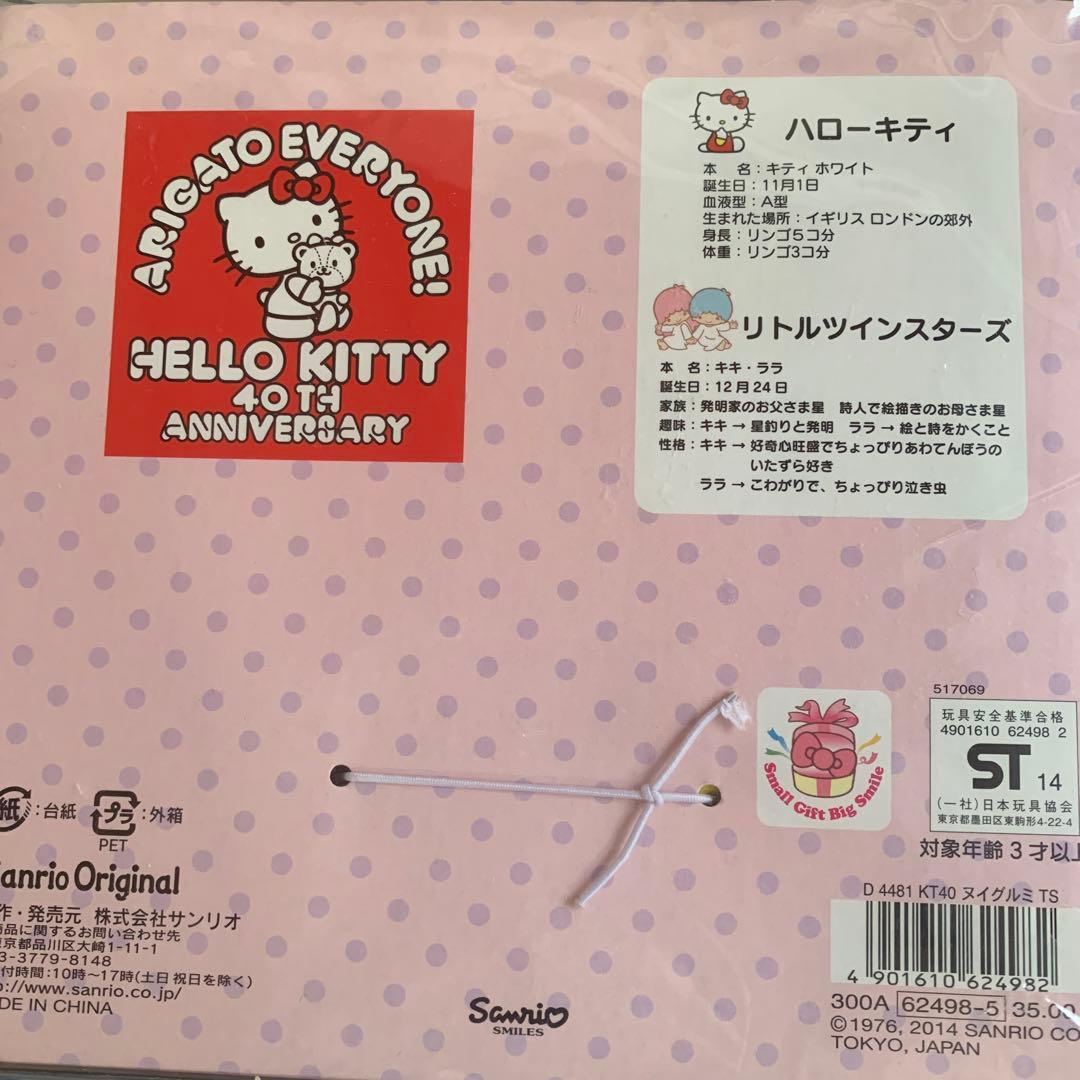 ARIGATO EVERYONE!
HELLO KITTY
40TH
ANNIVERSARY
ハローキティ
本　名：キティ ホワイト
誕生日：11月1日
血液型：A型
生まれた場所：イギリス ロンドンの郊外
身長：リンゴ5コ分
体重：リンゴ3コ分
リトルツインスターズ
本　名：キキ・ララ
誕生日：12月24日
家族：発明家のお父さま星　詩人で絵描きのお母さま星
趣味：キキ→星釣りと発明　ララ→絵と詩をかくこと
性格：キキ→好奇心旺盛でちょっぴりあわてんぼうの
いたずら好き
ララ→こわがりで、ちょっぴり泣き虫
Small Gift Big Smile
517069
玩具安全基準合格
4901610 62498 2
ST 14
(一社)日本玩具協会
東京都墨田区東駒形4-22-4
対象年齢 3 才以上
紙：台紙 プラ：外箱
PET
Sanrio Original
作・発売元 株式会社サンリオ
商品に関するお問い合わせ先
東京都品川区大崎1-11-1
3-3779-8148
付時間:10時～17時(土日 祝日を除く)
p://www.sanrio.co.jp/
DE IN CHINA
Sanrio
SMILES
D 4481 KT40 ヌイグルミ TS
4 901610 624982
300A 62498-5 35.00
©1976, 2014 SANRIO CO
TOKYO, JAPAN